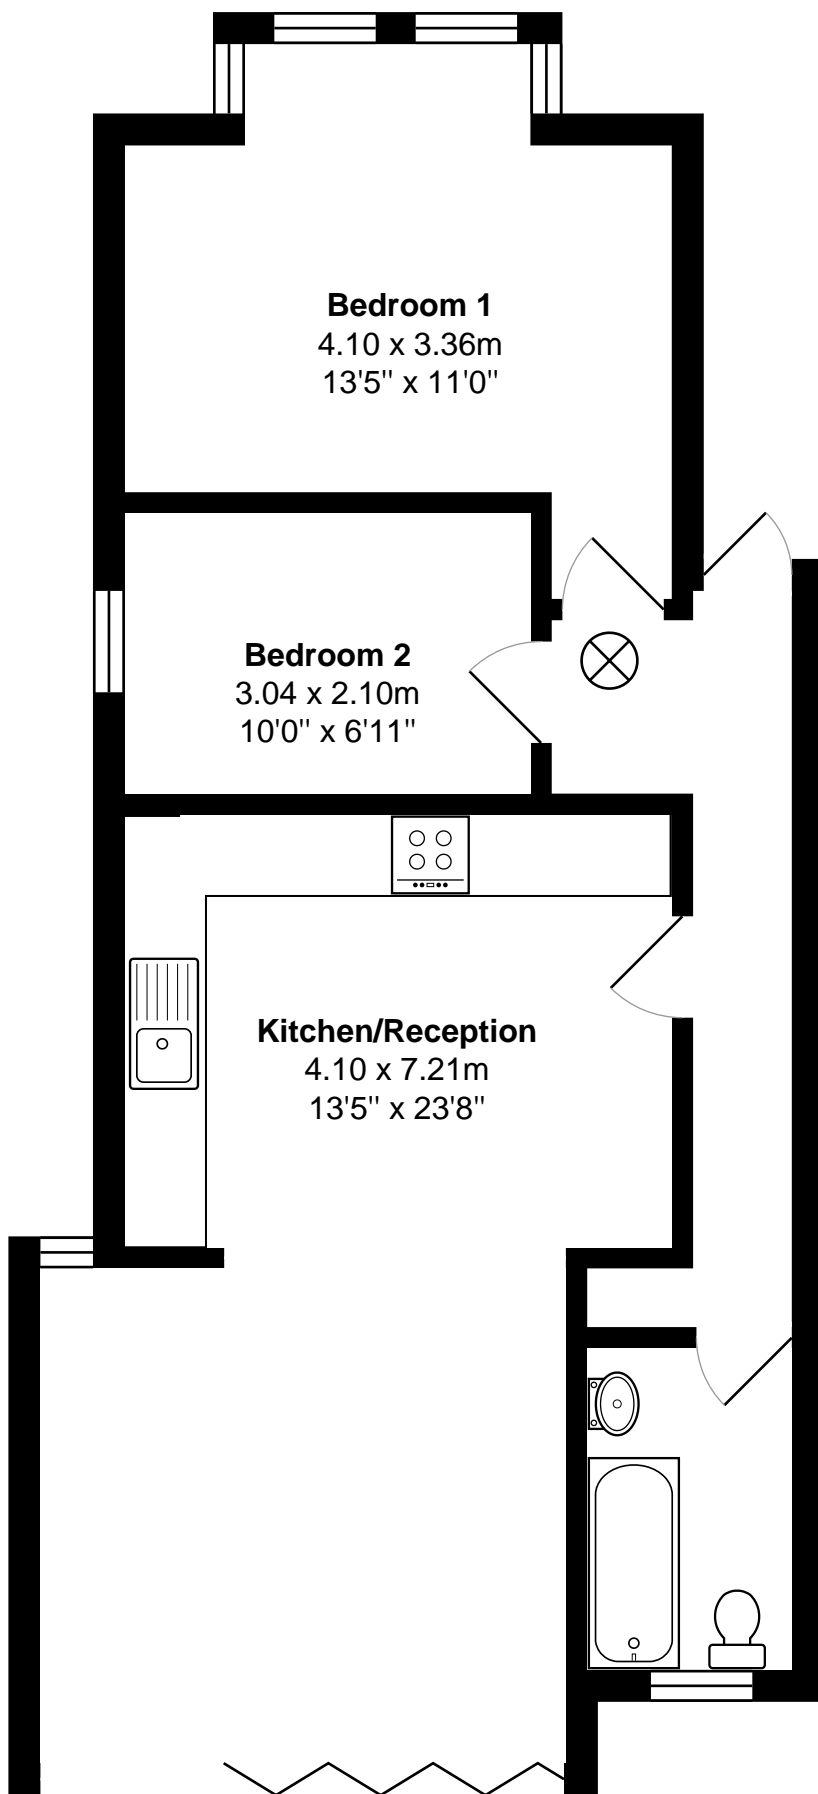 Bedroom 1
4.10 x 3.36m
13'5" x 11'0"
Bedroom 2
3.04 x 2.10m
10'0" x 6'11"
Kitchen/Reception
4.10 x 7.21m
13'5" x 23'8"